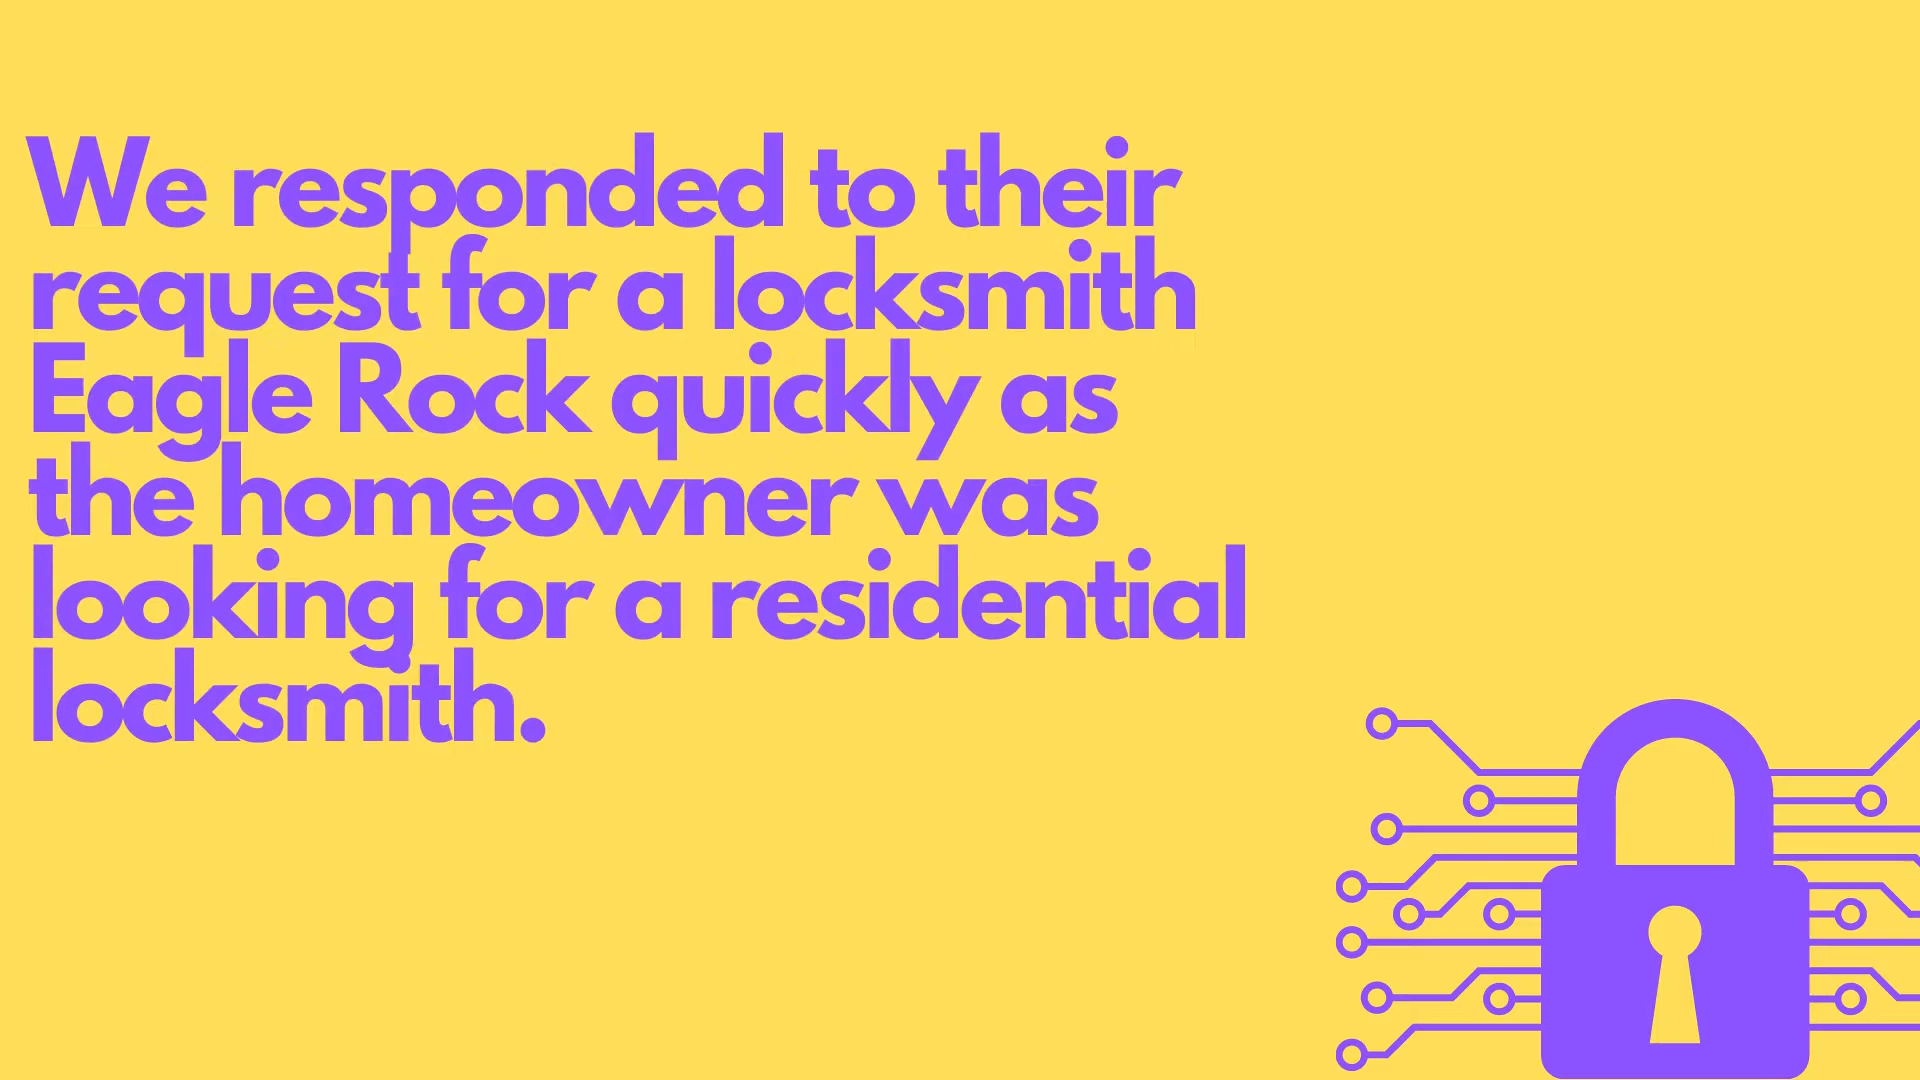 We responded to their
request for a locksmith
Eagle Rock quickly as
the homeowner was
looking for a residential
locksmith.